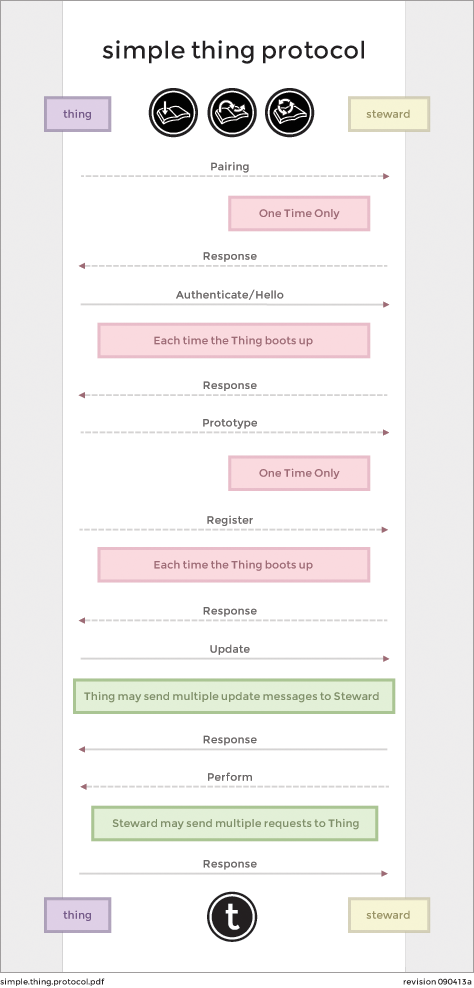 simple thing protocol
thing
steward
Pairing
One Time Only
Response
Authenticate/Hello
Each time the Thing boots up
Response
Prototype
One Time Only
Register
Each time the Thing boots up
Response
Update
Thing may send multiple update messages to Steward
Response
Perform
Steward may send multiple requests to Thing
Response
thing
t
steward
simple.thing.protocol.pdf
revision 090413a